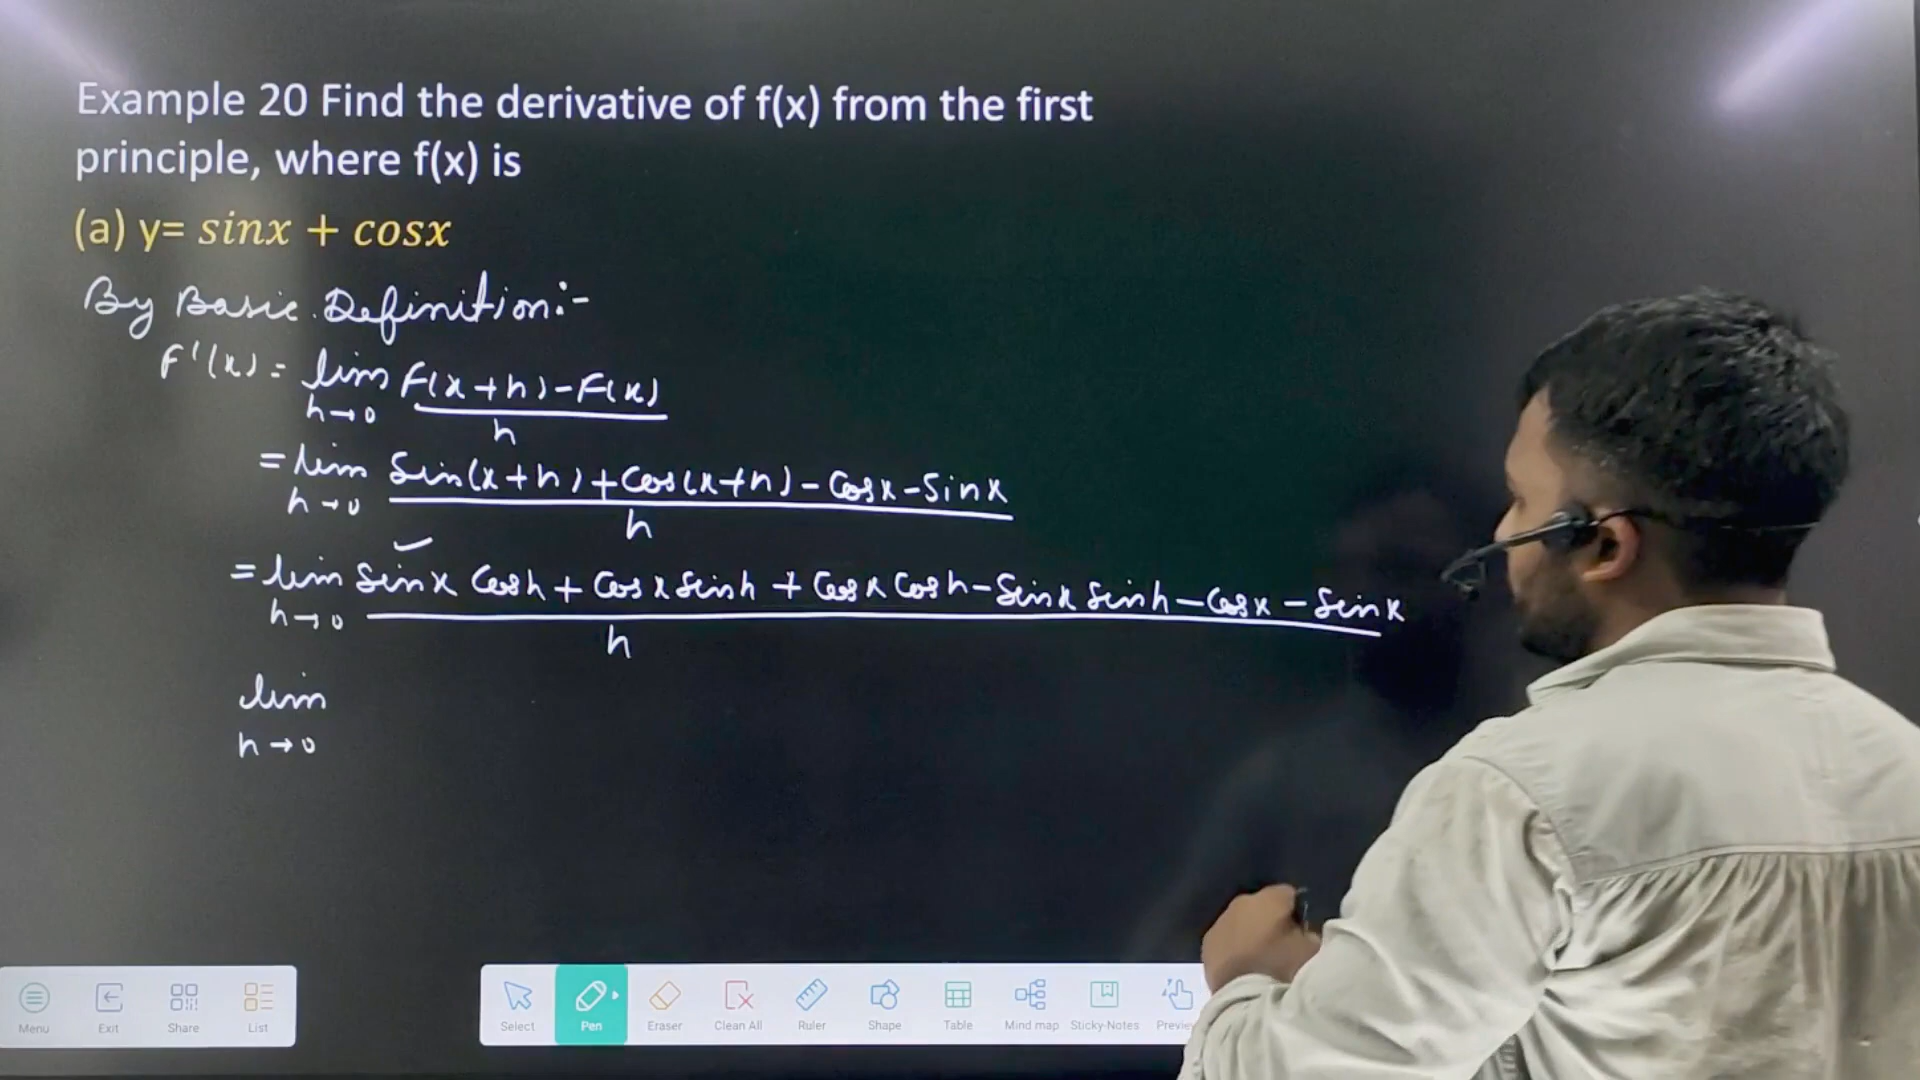 Example 20 Find the derivative of f(x) from the first
principle, where f(x) is
(a) y= sinx + cosx
By Basic Definition:-
F'(x) = lim F(x+h)-F(x)
h→0 h
= lim Sin(x+h)+Cos(x+h)-Cosx-Sinx
h→0 h
= lim Sinx Cosh + Cosx Sinh + Cosx Cosh - Sinx Sinh - Cosx - Sinx
h→0 h
lim
h→0
Menu Exit Share List Select Pen Eraser Clean All Ruler Shape Table Mind map Sticky-Notes